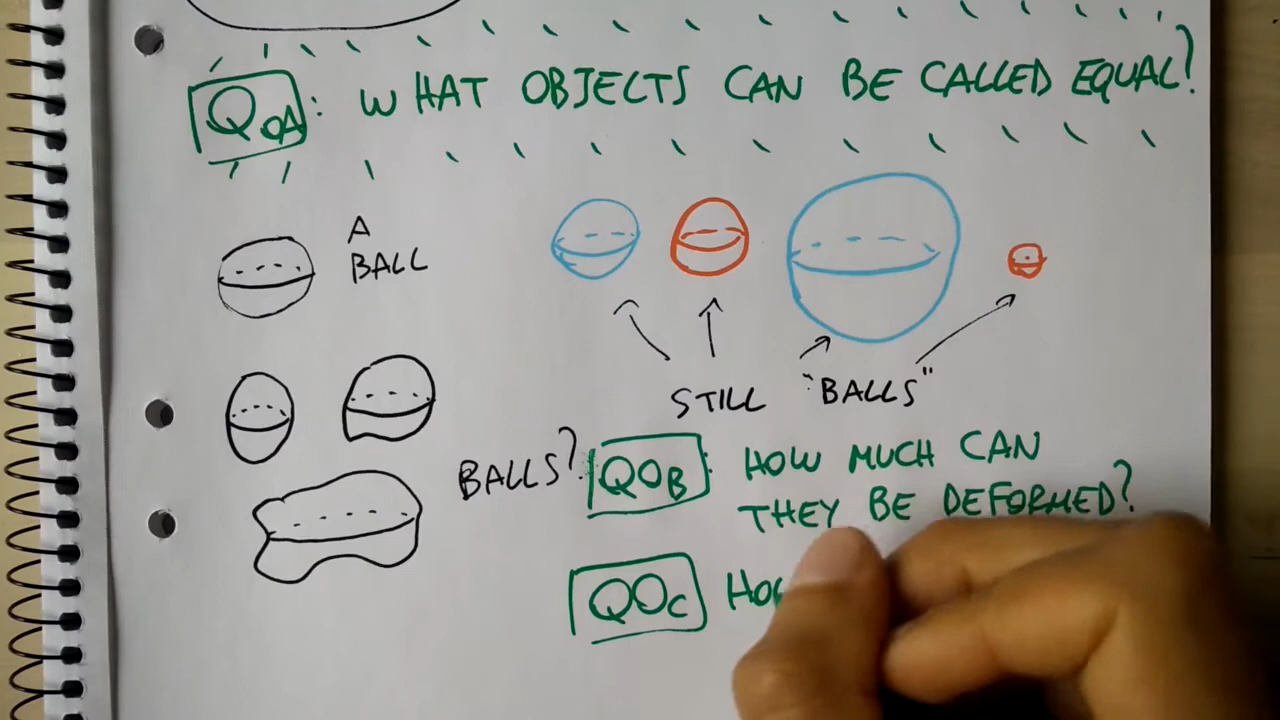 Q0A: WHAT OBJECTS CAN BE CALLED EQUAL?
A
BALL
STILL "BALLS"
BALLS?
Q0B: HOW MUCH CAN
THEY BE DEFORMED?
Q0C